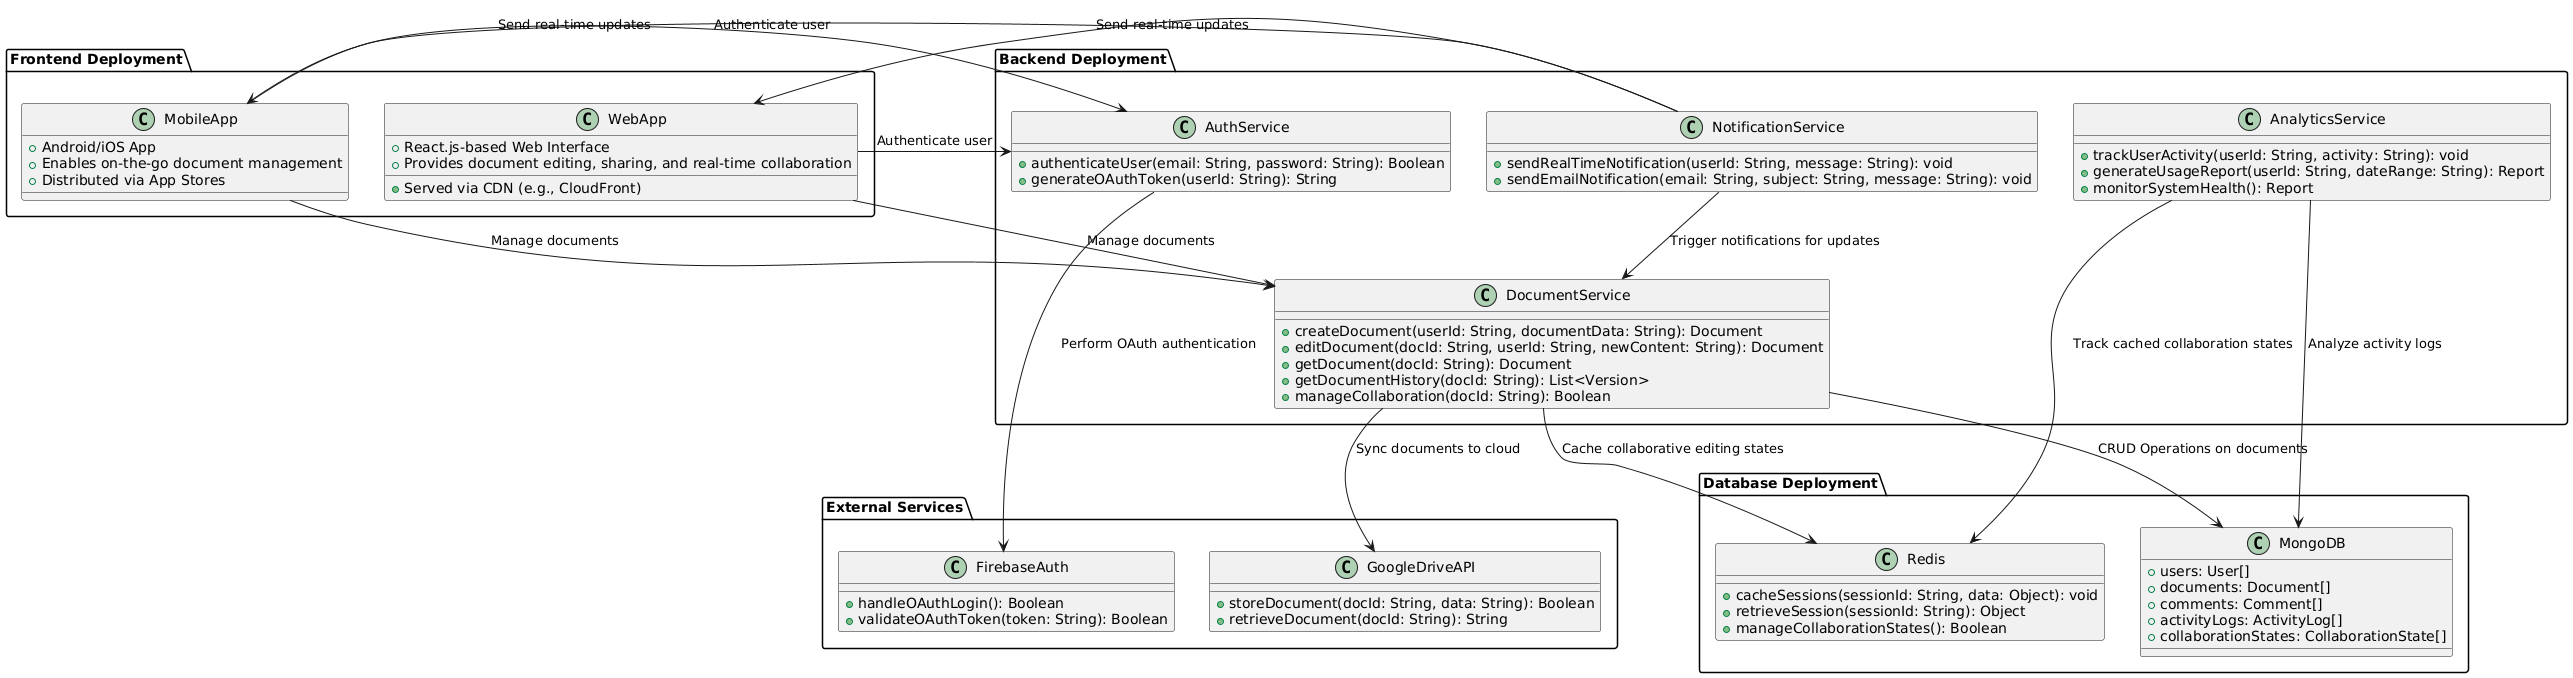 Send real-time updates
Authenticate user
Send real-time updates
Frontend Deployment
C MobileApp
Android/iOS App
Enables on-the-go document management
Distributed via App Stores
C WebApp
React.js-based Web Interface
Provides document editing, sharing, and real-time collaboration
Served via CDN (e.g., CloudFront)
Authenticate user
Backend Deployment
C AuthService
authenticateUser(email: String, password: String): Boolean
generateOAuthToken(userId: String): String
C NotificationService
sendRealTimeNotification(userId: String, message: String): void
sendEmailNotification(email: String, subject: String, message: String): void
C AnalyticsService
trackUserActivity(userId: String, activity: String): void
generateUsageReport(userId: String, dateRange: String): Report
monitorSystemHealth(): Report
Manage documents
Manage documents
Trigger notifications for updates
C DocumentService
createDocument(userId: String, documentData: String): Document
editDocument(docId: String, userId: String, newContent: String): Document
getDocument(docId: String): Document
getDocumentHistory(docId: String): List<Version>
manageCollaboration(docId: String): Boolean
Perform OAuth authentication
Track cached collaboration states
Analyze activity logs
Sync documents to cloud
Cache collaborative editing states
CRUD Operations on documents
External Services
C FirebaseAuth
handleOAuthLogin(): Boolean
validateOAuthToken(token: String): Boolean
C GoogleDriveAPI
storeDocument(docId: String, data: String): Boolean
retrieveDocument(docId: String): String
Database Deployment
C Redis
cacheSessions(sessionId: String, data: Object): void
retrieveSession(sessionId: String): Object
manageCollaborationStates(): Boolean
C MongoDB
users: User[]
documents: Document[]
comments: Comment[]
activityLogs: ActivityLog[]
collaborationStates: CollaborationState[]